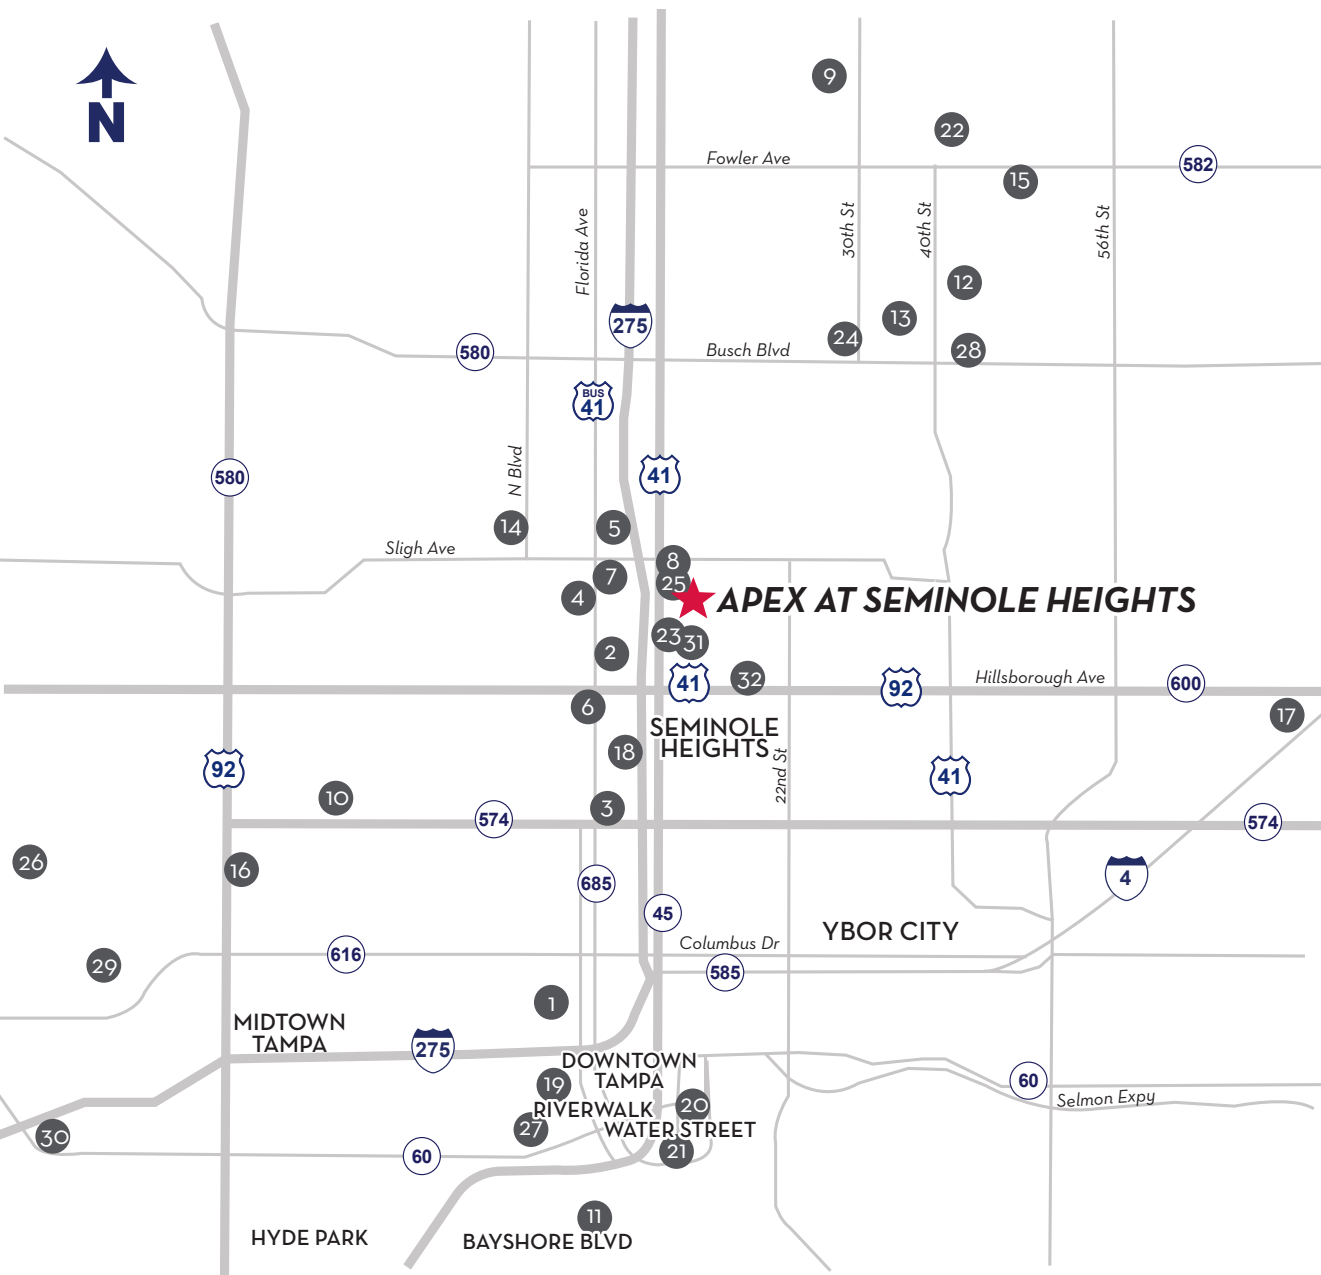 N
9
22
Fowler Ave
582
15
30th St
40th St
56th St
Florida Ave
12
275
13
24
28
580
Busch Blvd
BUS
41
N Blvd
41
580
14
5
Sligh Ave
8
7
25
4
APEX AT SEMINOLE HEIGHTS
23
31
2
32
41
92
Hillsborough Ave
600
6
17
SEMINOLE
HEIGHTS
18
22nd St
92
41
10
3
574
574
26
16
685
4
45
YBOR CITY
Columbus Dr
616
29
585
1
MIDTOWN
TAMPA
275
DOWNTOWN
TAMPA
19
60
Selmon Expy
20
RIVERWALK
27
WATER STREET
30
60
21
11
HYDE PARK
BAYSHORE BLVD